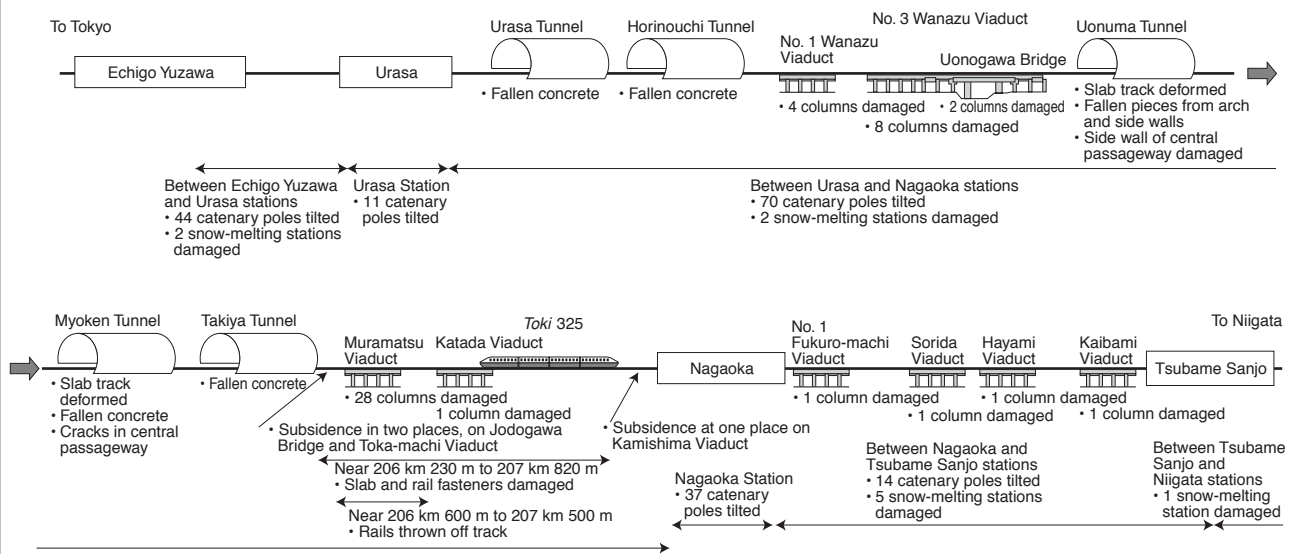 To Tokyo
Echigo Yuzawa
Urasa
Urasa Tunnel
• Fallen concrete
Horinouchi Tunnel
• Fallen concrete
No. 1 Wanazu
Viaduct
• 4 columns damaged
No. 3 Wanazu Viaduct
• 8 columns damaged
Uonogawa Bridge
• 2 columns damaged
Uonuma Tunnel
• Slab track deformed
• Fallen pieces from arch
and side walls
• Side wall of central
passageway damaged
Between Echigo Yuzawa
and Urasa stations
• 44 catenary poles tilted
• 2 snow-melting stations
damaged
Urasa Station
• 11 catenary
poles tilted
Between Urasa and Nagaoka stations
• 70 catenary poles tilted
• 2 snow-melting stations damaged
Myoken Tunnel
• Slab track
deformed
• Fallen concrete
• Cracks in central
passageway
Takiya Tunnel
• Fallen concrete
Muramatsu
Viaduct
• 28 columns damaged
Katada Viaduct
1 column damaged
Toki 325
• Subsidence in two places, on Jodogawa
Bridge and Toka-machi Viaduct
• Subsidence at one place on
Kamishima Viaduct
Near 206 km 230 m to 207 km 820 m
• Slab and rail fasteners damaged
Near 206 km 600 m to 207 km 500 m
• Rails thrown off track
Nagaoka
Nagaoka Station
• 37 catenary
poles tilted
No. 1
Fukuro-machi
Viaduct
• 1 column damaged
Sorida
Viaduct
• 1 column damaged
Hayami
Viaduct
• 1 column damaged
Kaibami
Viaduct
• 1 column damaged
To Niigata
Tsubame Sanjo
Between Nagaoka and
Tsubame Sanjo stations
• 14 catenary poles tilted
• 5 snow-melting stations
damaged
Between Tsubame
Sanjo and
Niigata stations
• 1 snow-melting
station damaged